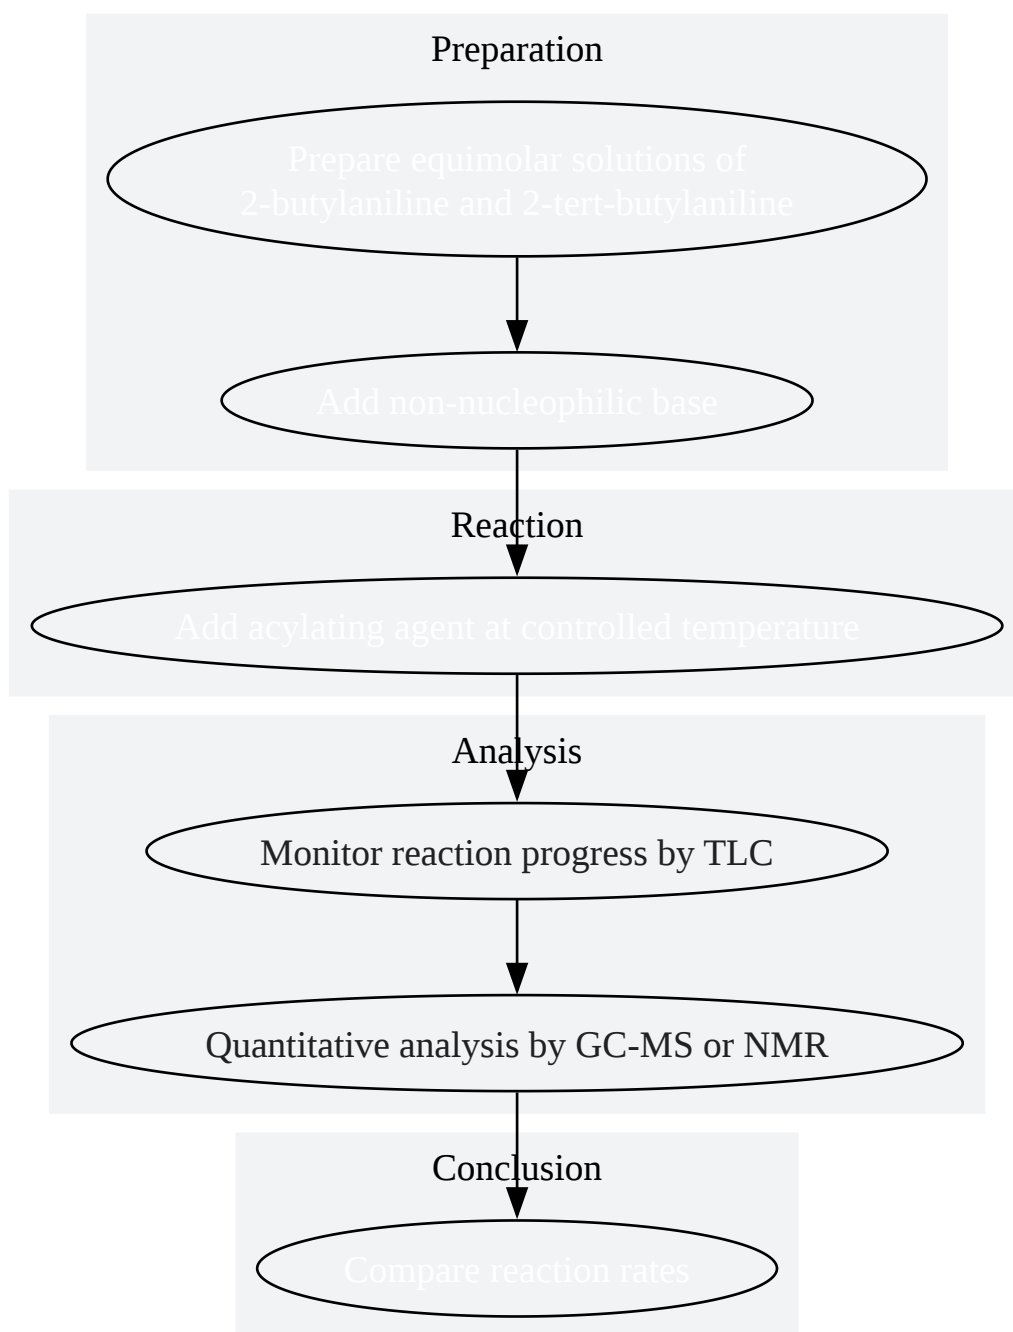 Preparation
Prepare equimolar solutions of
2-butylaniline and 2-tert-butylaniline
Add non-nucleophilic base
Reaction
Add acylating agent at controlled temperature
Analysis
Monitor reaction progress by TLC
Quantitative analysis by GC-MS or NMR
Conclusion
Compare reaction rates